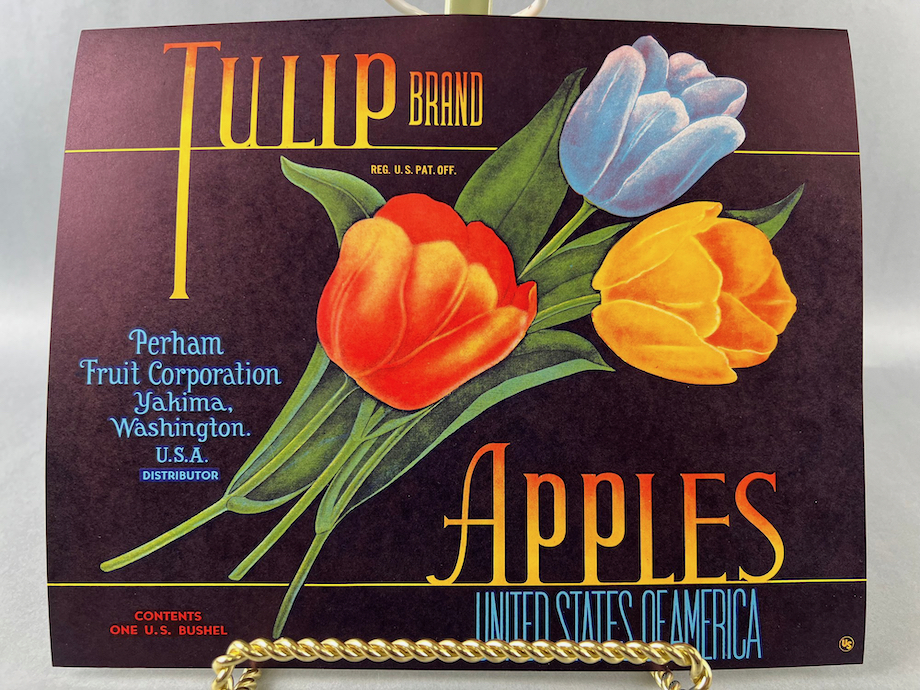 TULIP BRAND
REG. U.S. PAT. OFF.
Perham
Fruit Corporation
Yakima,
Washington.
U.S.A.
DISTRIBUTOR
APPLES
UNITED STATES OF AMERICA
CONTENTS
ONE U.S. BUSHEL
US